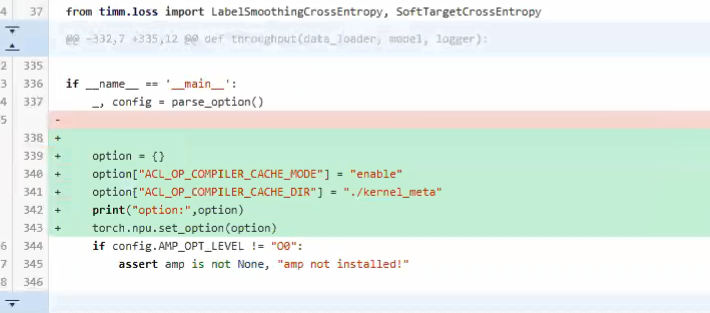 4 37 from timm.loss import LabelSmoothingCrossEntropy, SoftTargetCrossEntropy
@@ -332,7 +335,12 @@ def throughput(data_loader, model, logger):
2 335
3 336 if __name__ == '__main__':
4 337 _, config = parse_option()
5 -
338 +
339 + option = {}
340 + option["ACL_OP_COMPILER_CACHE_MODE"] = "enable"
341 + option["ACL_OP_COMPILER_CACHE_DIR"] = "./kernel_meta"
342 + print("option:",option)
343 + torch.npu.set_option(option)
6 344 if config.AMP_OPT_LEVEL != "O0":
7 345 assert amp is not None, "amp not installed!"
8 346